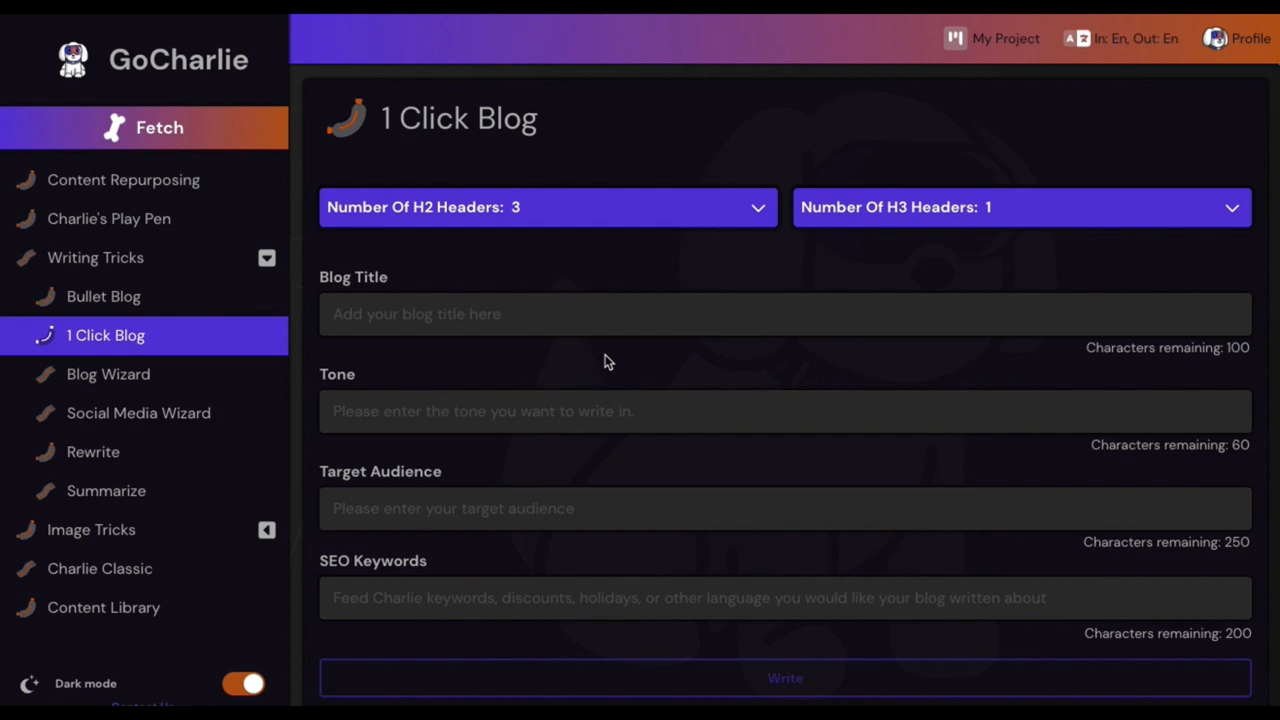 GoCharlie
My Project
In: En, Out: En
Profile
Fetch
Content Repurposing
Charlie's Play Pen
Writing Tricks
Bullet Blog
1 Click Blog
Blog Wizard
Social Media Wizard
Rewrite
Summarize
Image Tricks
Charlie Classic
Content Library
Dark mode
Contact Us
1 Click Blog
Number Of H2 Headers: 3
Number Of H3 Headers: 1
Blog Title
Add your blog title here
Characters remaining: 100
Tone
Please enter the tone you want to write in.
Characters remaining: 60
Target Audience
Please enter your target audience
Characters remaining: 250
SEO Keywords
Feed Charlie keywords, discounts, holidays, or other language you would like your blog written about
Characters remaining: 200
Write